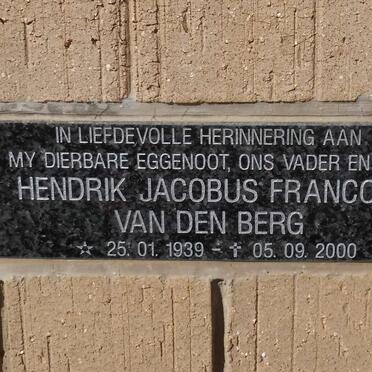 IN LIEFDEVOLLE HERINNERING AAN
MY DIERBARE EGGENOOT, ONS VADER EN
HENDRIK JACOBUS FRANCO
VAN DEN BERG
☆ 25. 01. 1939 – ✝ 05. 09. 2000